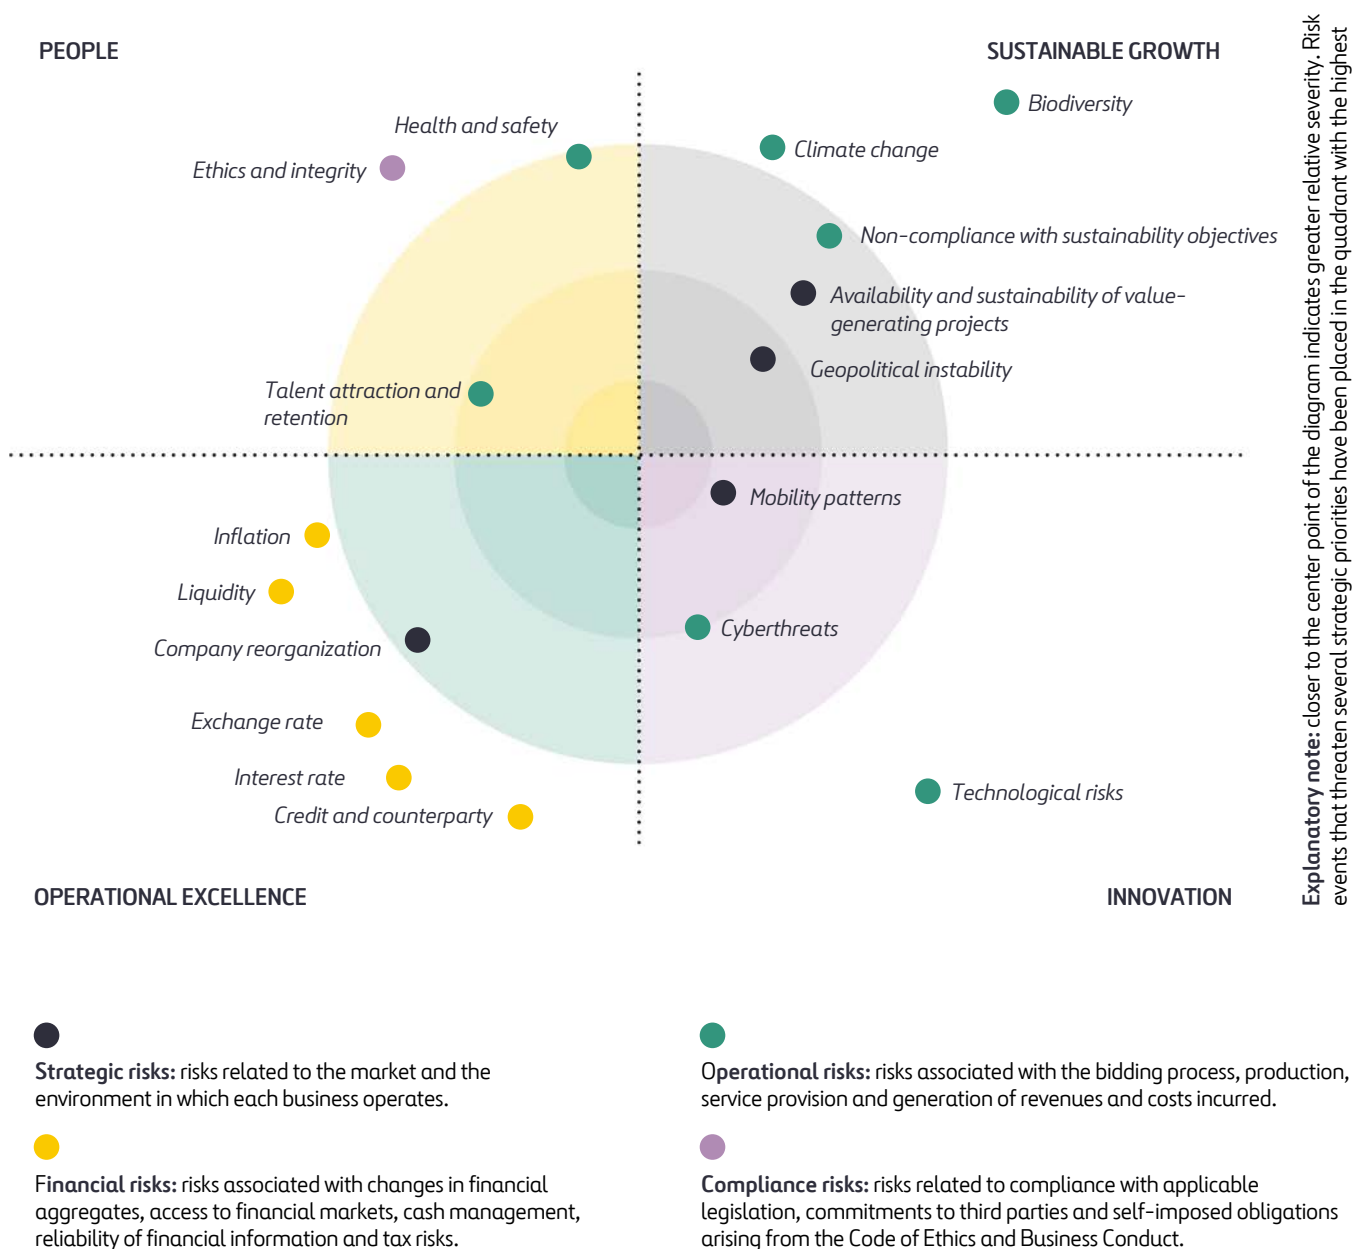 PEOPLE
SUSTAINABLE GROWTH
Biodiversity
Health and safety
Climate change
Ethics and integrity
Non-compliance with sustainability objectives
Availability and sustainability of value-
generating projects
Geopolitical instability
Talent attraction and
retention
Mobility patterns
Inflation
Liquidity
Cyberthreats
Company reorganization
Exchange rate
Interest rate
Technological risks
Credit and counterparty
OPERATIONAL EXCELLENCE
INNOVATION
Explanatory note: closer to the center point of the diagram indicates greater relative severity. Risk
events that threaten several strategic priorities have been placed in the quadrant with the highest
Strategic risks: risks related to the market and the
environment in which each business operates.
Operational risks: risks associated with the bidding process, production,
service provision and generation of revenues and costs incurred.
Financial risks: risks associated with changes in financial
aggregates, access to financial markets, cash management,
reliability of financial information and tax risks.
Compliance risks: risks related to compliance with applicable
legislation, commitments to third parties and self-imposed obligations
arising from the Code of Ethics and Business Conduct.